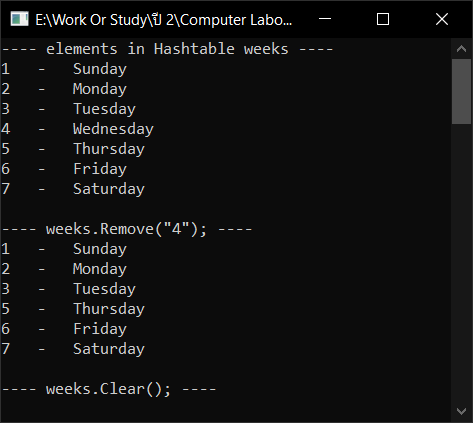 E:\Work Or Study\ปี 2\Computer Labo...
---- elements in Hashtable weeks ----
1   -   Sunday
2   -   Monday
3   -   Tuesday
4   -   Wednesday
5   -   Thursday
6   -   Friday
7   -   Saturday
---- weeks.Remove("4"); ----
1   -   Sunday
2   -   Monday
3   -   Tuesday
5   -   Thursday
6   -   Friday
7   -   Saturday
---- weeks.Clear(); ----